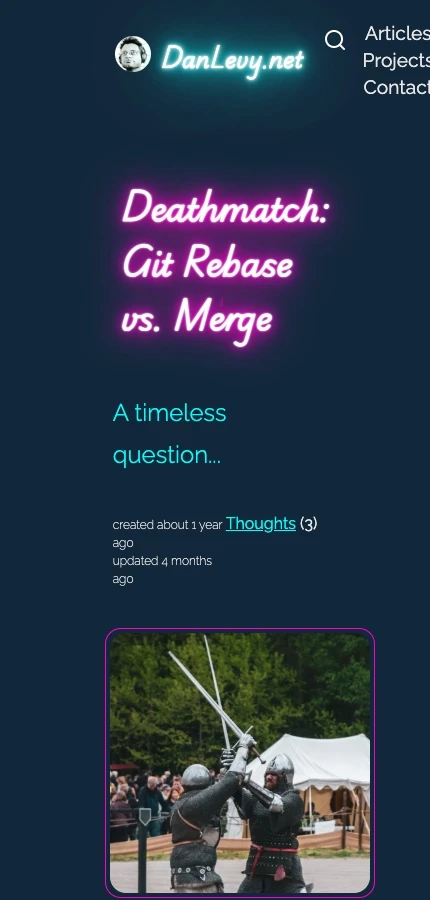 DanLevy.net
Articles
Projects
Contact
Deathmatch:
Git Rebase
vs. Merge
A timeless
question...
created about 1 year Thoughts (3)
ago
updated 4 months
ago